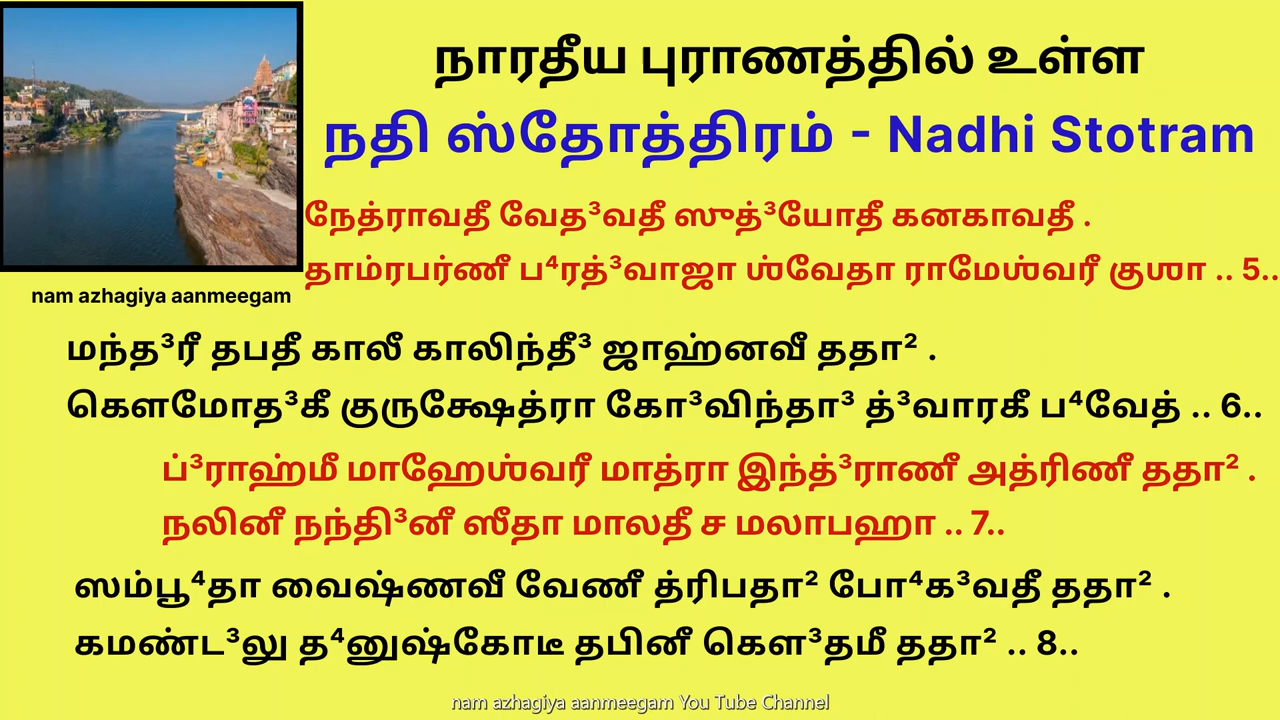 நாரதீய புராணத்தில் உள்ள
நதி ஸ்தோத்திரம் - Nadhi Stotram
நேத்ராவதீ வேத³வதீ ஸுத்³யோதீ கனகாவதீ .
தாம்ரபர்ணீ ப⁴ரத்³வாஜா ஶ்வேதா ராமேஶ்வரீ குஶா .. 5..
nam azhagiya aanmeegam
மந்த³ரீ தபதீ காலீ காலிந்தீ³ ஜாஹ்னவீ ததா² .
கௌமோத³கீ குருக்ஷேத்ரா கோ³விந்தா³ த்³வாரகீ ப⁴வேத் .. 6..
ப்³ராஹ்மீ மாஹேஶ்வரீ மாத்ரா இந்த்³ராணீ அத்ரிணீ ததா² .
நலினீ நந்தி³னீ ஸீதா மாலதீ ச மலாபஹா .. 7..
ஸம்பூ⁴தா வைஷ்ணவீ வேணீ த்ரிபதா² போ⁴க³வதீ ததா² .
கமண்ட³லு த⁴னுஷ்கோடீ தபினீ கௌ³தமீ ததா² .. 8..
nam azhagiya aanmeegam You Tube Channel